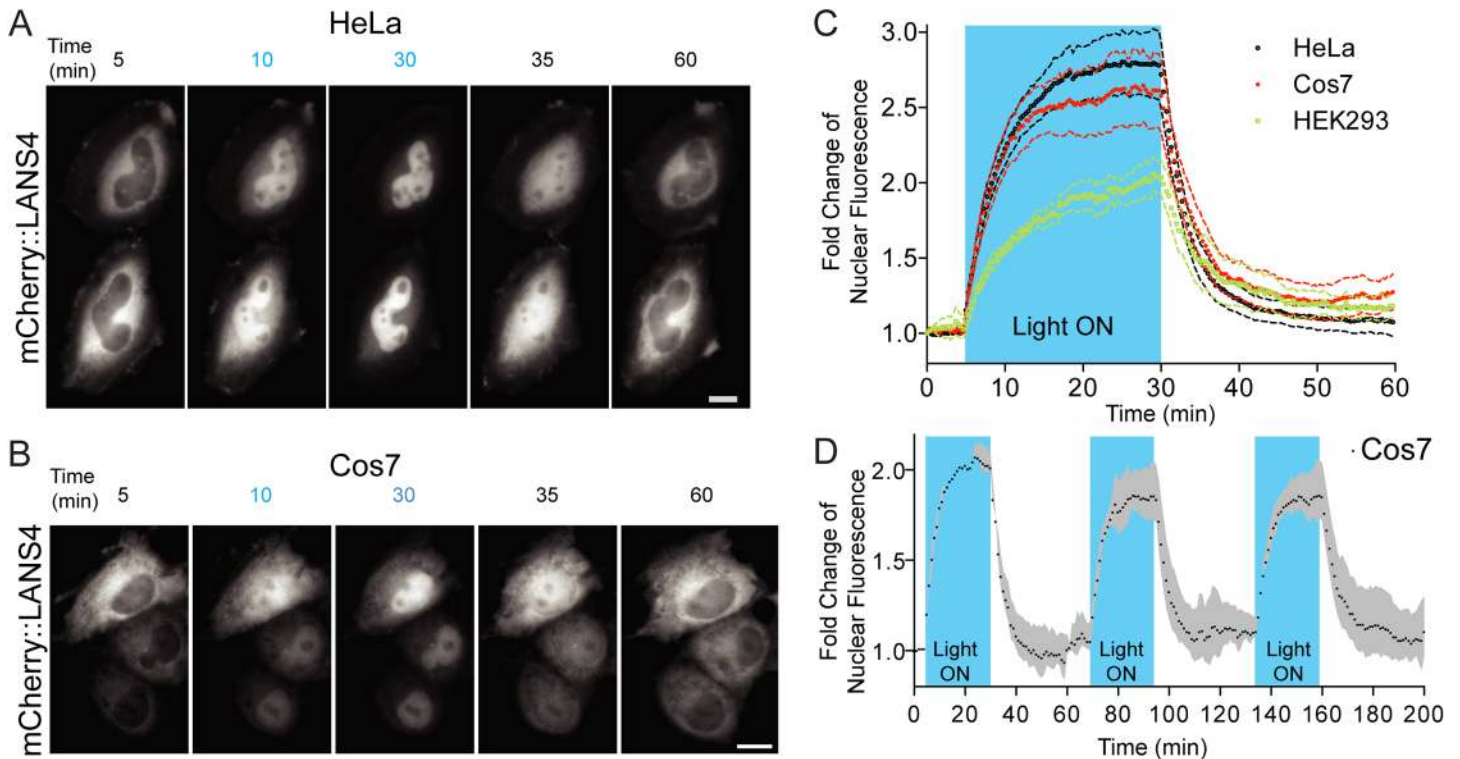 A
HeLa
Time
(min)
5 10 30 35 60
mCherry::LANS4
B
Cos7
Time
(min)
5 10 30 35 60
mCherry::LANS4
C
Fold Change of
Nuclear Fluorescence
3.0
2.5
2.0
1.5
1.0
HeLa
Cos7
HEK293
Light ON
0 10 20 30 40 50 60
Time (min)
D
Fold Change of
Nuclear Fluorescence
2.0
1.5
1.0
Cos7
Light
ON
Light
ON
Light
ON
0 20 40 60 80 100 120 140 160 180 200
Time (min)